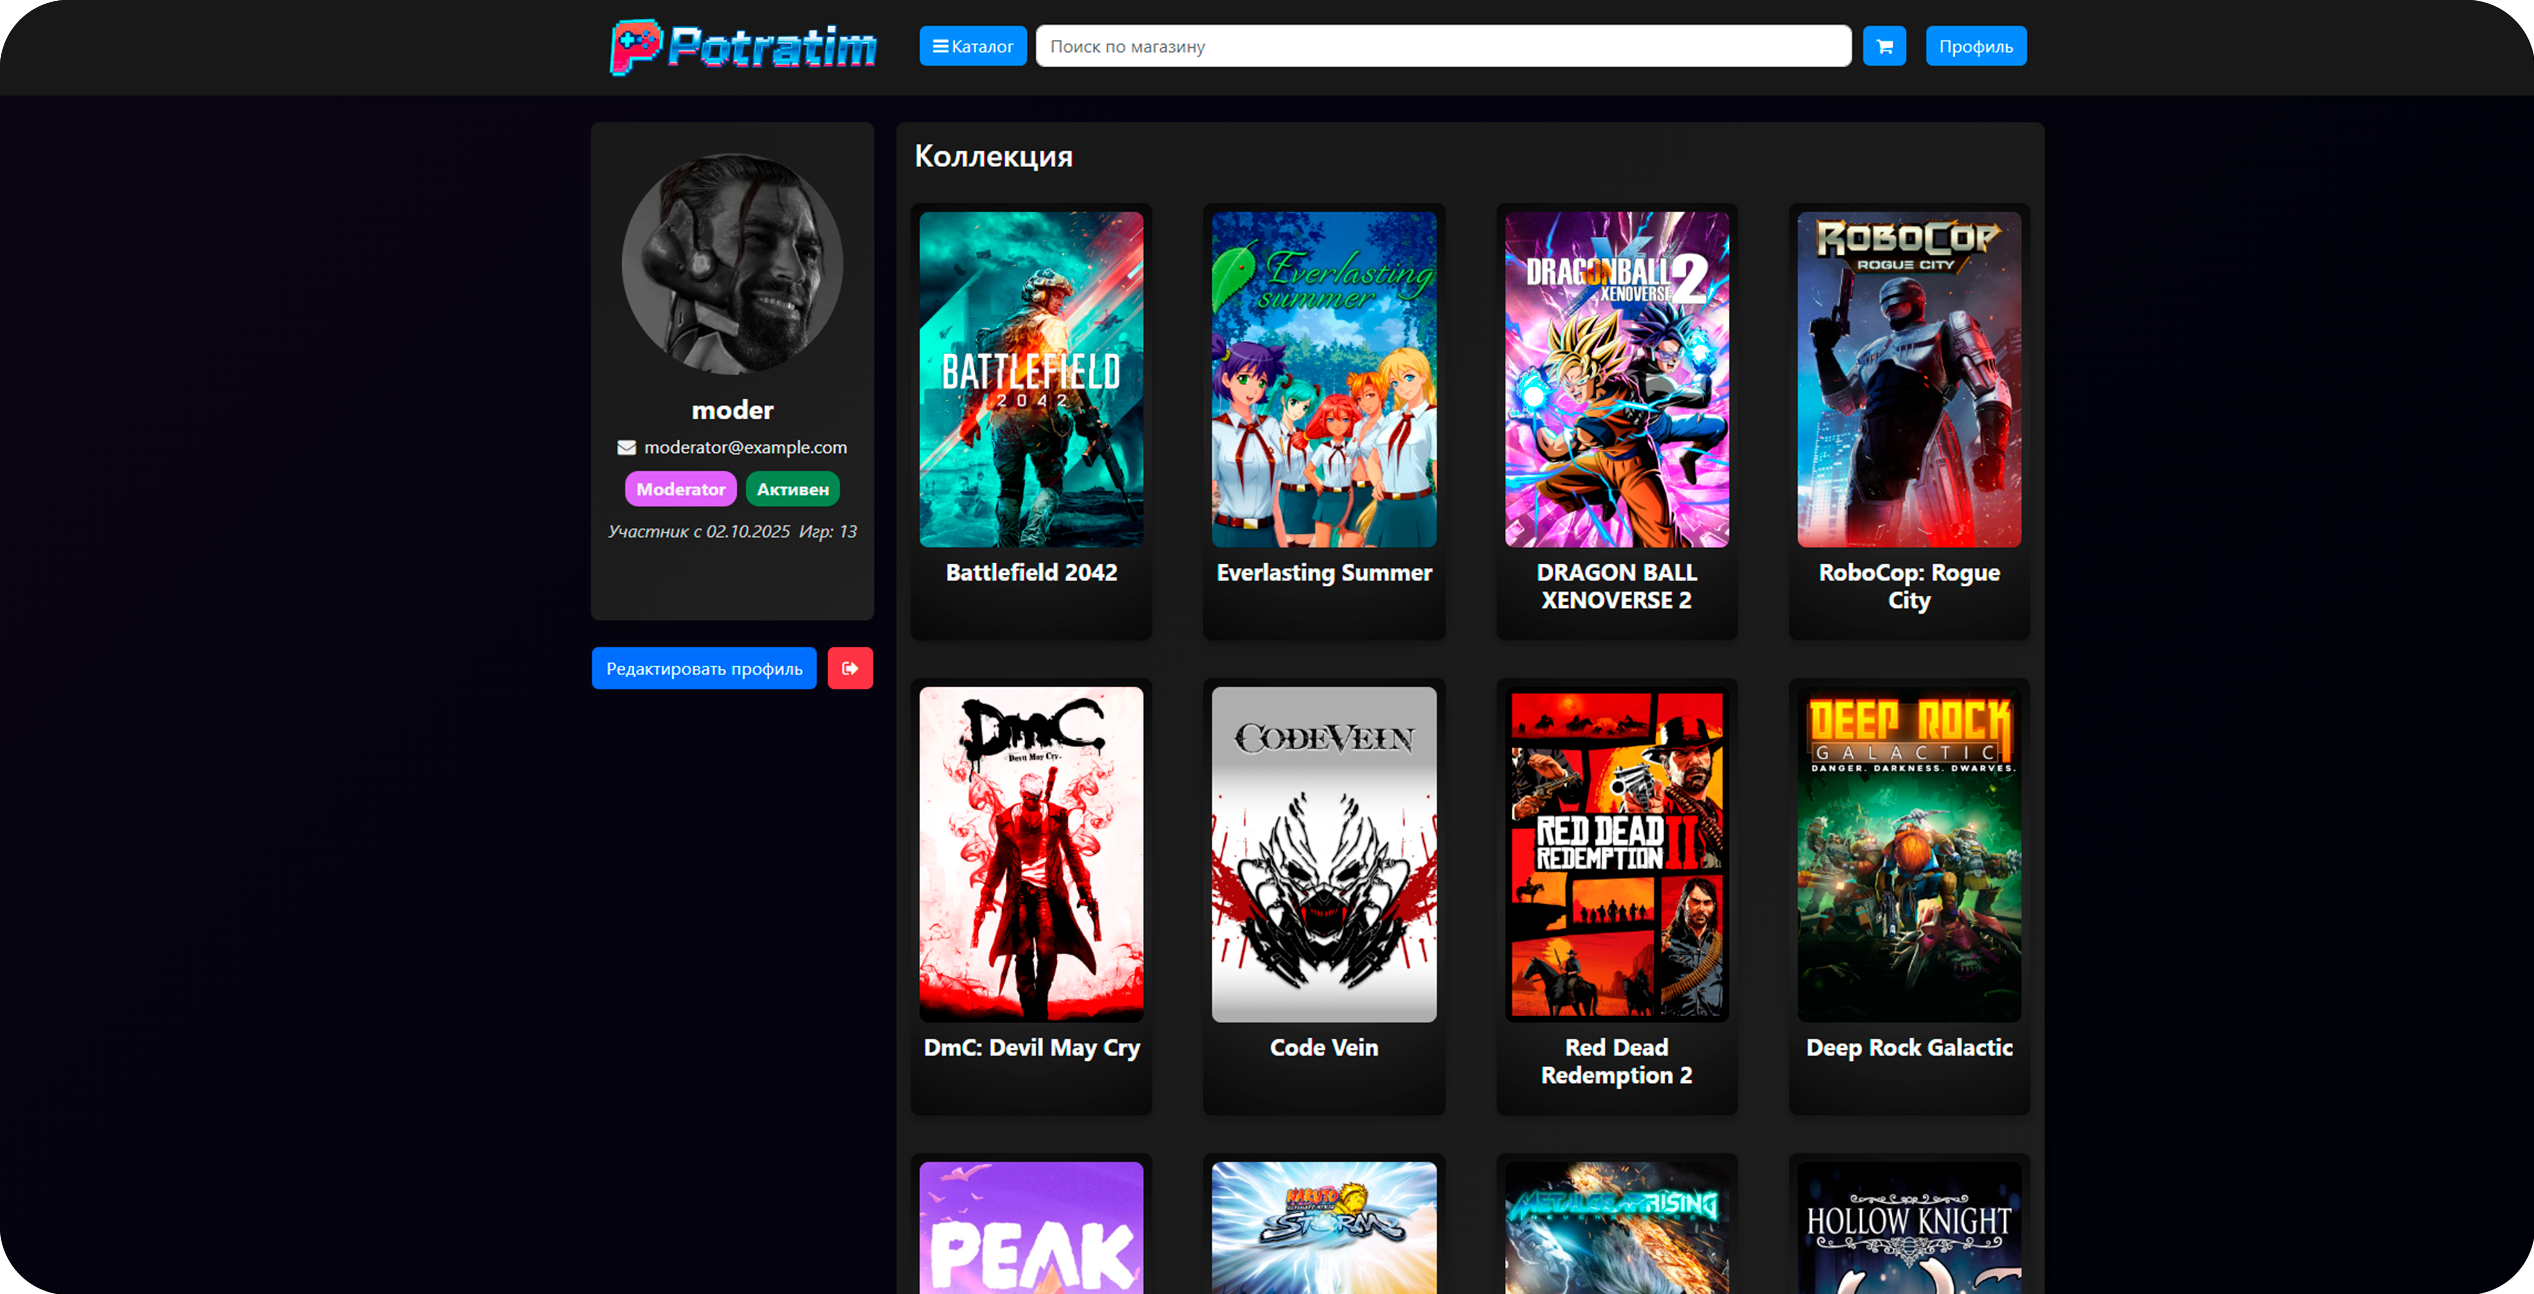 Potratim
Каталог
Поиск по магазину
Профиль
moder
moderator@example.com
Moderator
Активен
Участник с 02.10.2025 Игр: 13
Редактировать профиль
Коллекция
BATTLEFIELD
2042
Battlefield 2042
Everlasting
summer
Everlasting Summer
DRAGONBALL
XENOVERSE 2
DRAGON BALL
XENOVERSE 2
ROBOCOP
ROGUE CITY
RoboCop: Rogue
City
DmC
Devil May Cry
DmC: Devil May Cry
CODE VEIN
Code Vein
RED DEAD
REDEMPTION II
Red Dead
Redemption 2
DEEP ROCK
GALACTIC
DANGER. DARKNESS. DWARVES.
Deep Rock Galactic
PEAK
NARUTO
ULTIMATE NINJA
STORM
METAL GEAR RISING
HOLLOW KNIGHT